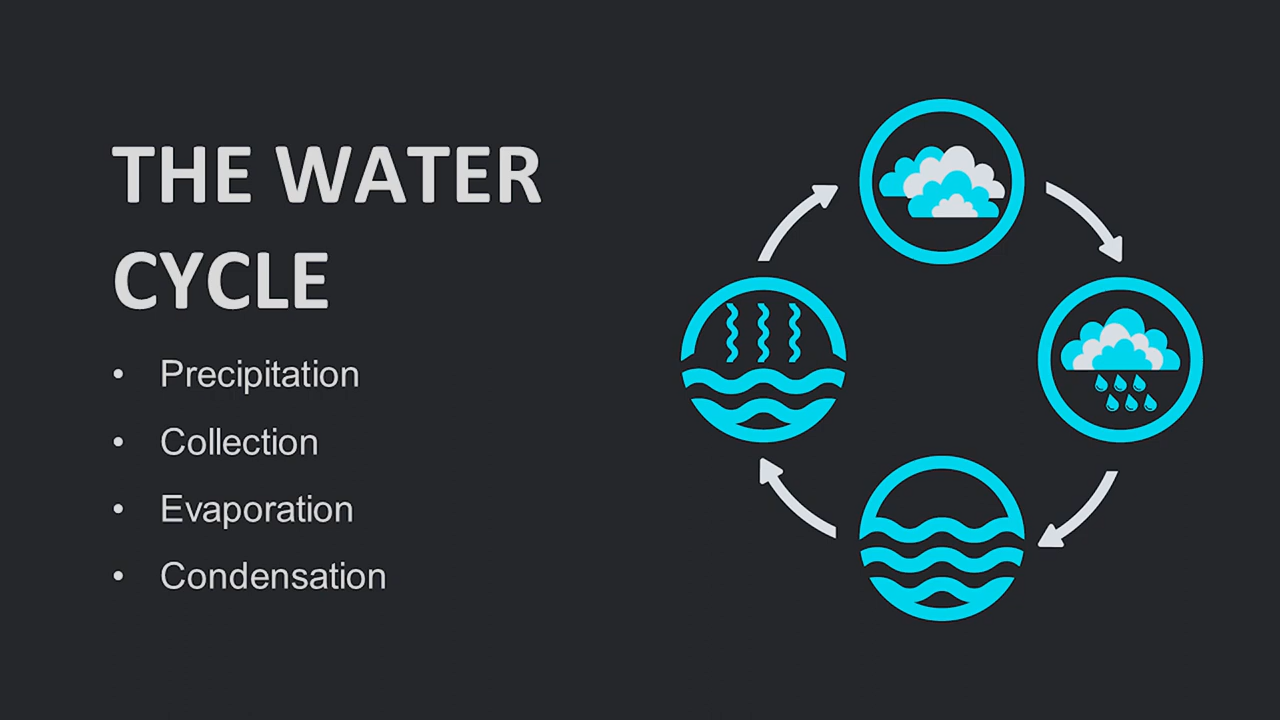 THE WATER
CYCLE
• Precipitation
• Collection
• Evaporation
• Condensation